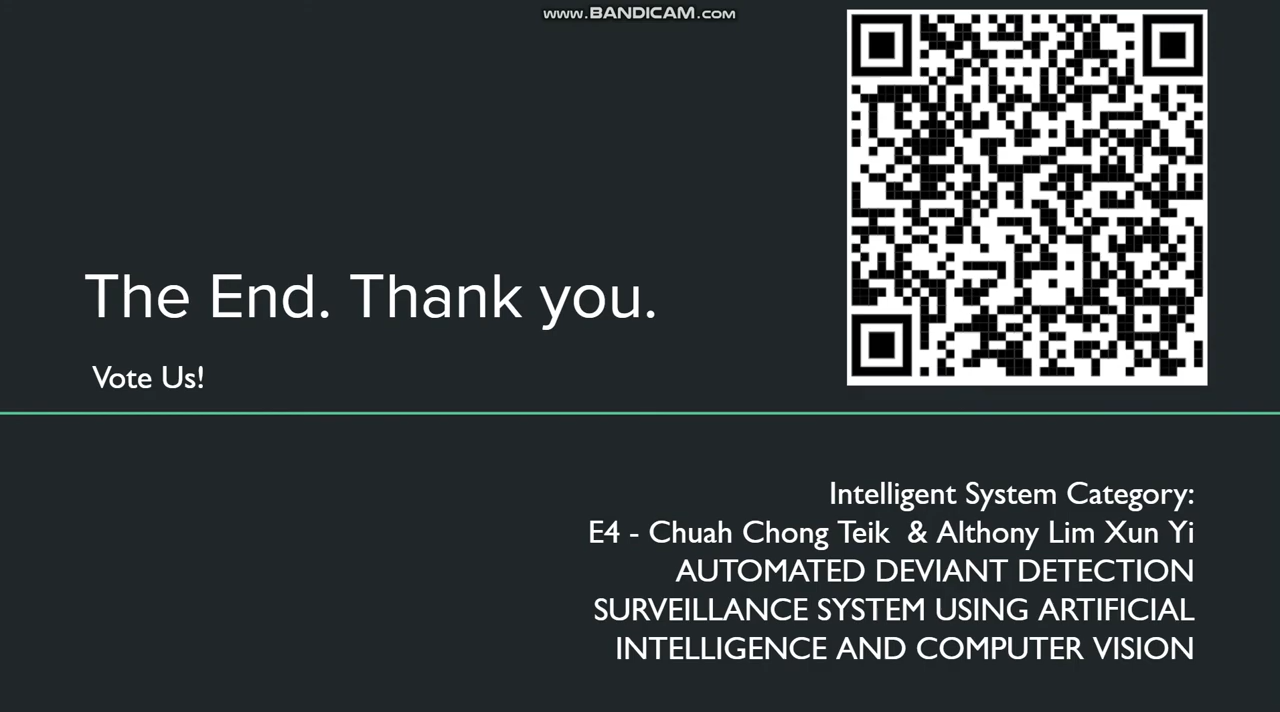 www.BANDICAM.com
The End. Thank you.
Vote Us!
Intelligent System Category:
E4 - Chuah Chong Teik & Althony Lim Xun Yi
AUTOMATED DEVIANT DETECTION
SURVEILLANCE SYSTEM USING ARTIFICIAL
INTELLIGENCE AND COMPUTER VISION